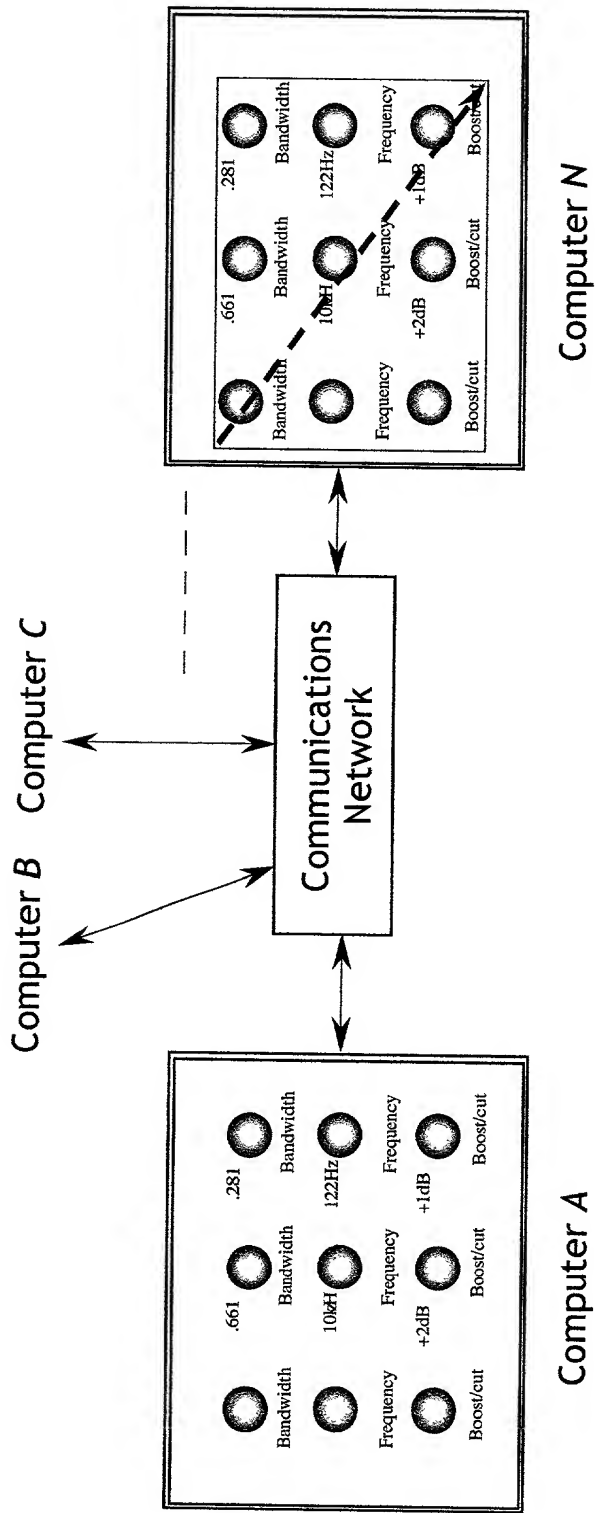 Computer B Computer C
.661 .281
Bandwidth Bandwidth Bandwidth
10kH 122Hz
Frequency Frequency Frequency
+2dB +1dB
Boost/cut Boost/cut Boost/cut
Computer A
Communications
Network
.661 .281
Bandwidth Bandwidth Bandwidth
10kH 122Hz
Frequency Frequency Frequency
+2dB +1dB
Boost/cut Boost/cut Boost/cut
Computer N